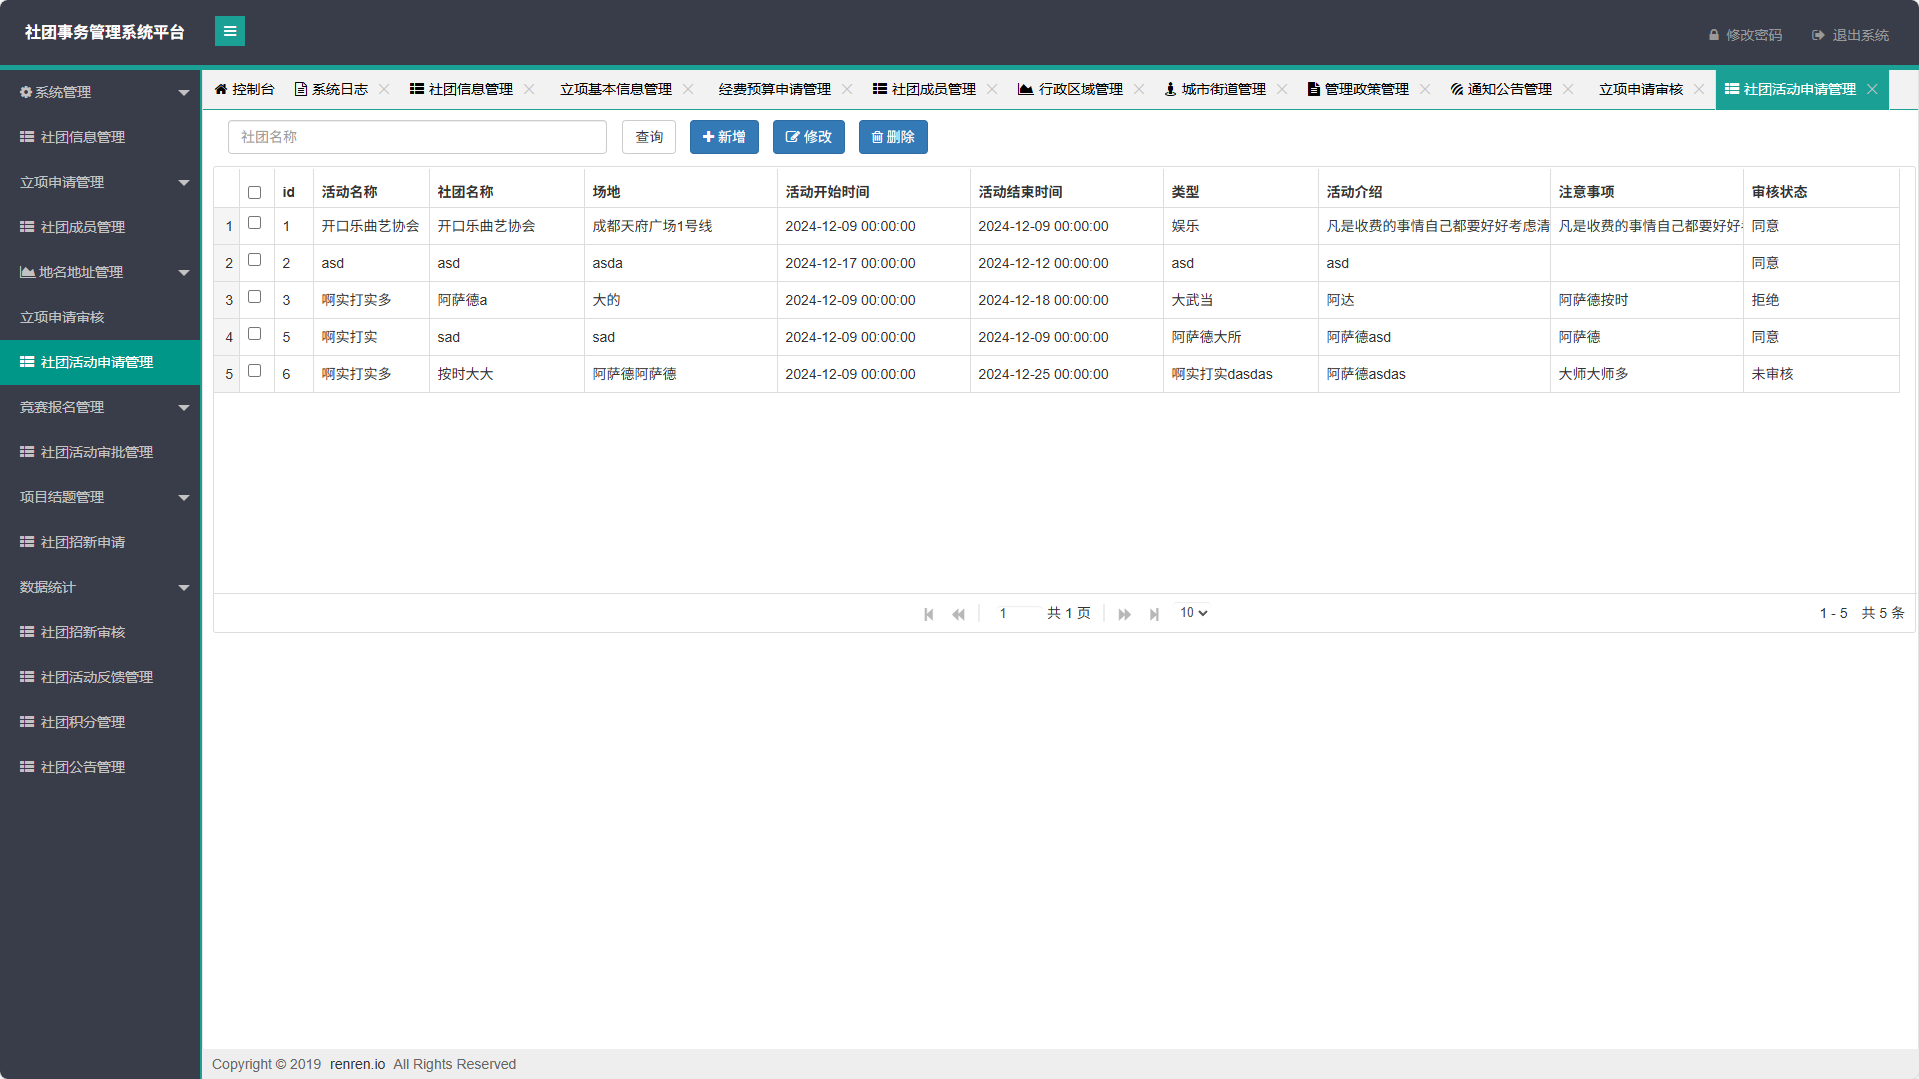 社团事务管理系统平台
修改密码 退出系统
系统管理
社团信息管理
立项申请管理
社团成员管理
地名地址管理
立项申请审核
社团活动申请管理
竞赛报名管理
社团活动审批管理
项目结题管理
社团招新申请
数据统计
社团招新审核
社团活动反馈管理
社团积分管理
社团公告管理
控制台 系统日志 社团信息管理 立项基本信息管理 经费预算申请管理 社团成员管理 行政区域管理 城市街道管理 管理政策管理 通知公告管理 立项申请审核 社团活动申请管理
社团名称 查询 新增 修改 删除
id 活动名称 社团名称 场地 活动开始时间 活动结束时间 类型 活动介绍 注意事项 审核状态
1 1 开口乐曲艺协会 开口乐曲艺协会 成都天府广场1号线 2024-12-09 00:00:00 2024-12-09 00:00:00 娱乐 凡是收费的事情自己都要好好考虑清 凡是收费的事情自己都要好好 同意
2 2 asd asd asda 2024-12-17 00:00:00 2024-12-12 00:00:00 asd asd 同意
3 3 啊实打实多 阿萨德a 大的 2024-12-09 00:00:00 2024-12-18 00:00:00 大武当 阿达 阿萨德按时 拒绝
4 5 啊实打实 sad sad 2024-12-09 00:00:00 2024-12-09 00:00:00 阿萨德大所 阿萨德asd 阿萨德 同意
5 6 啊实打实多 按时大大 阿萨德阿萨德 2024-12-09 00:00:00 2024-12-25 00:00:00 啊实打实dasdas 阿萨德asdas 大师大师多 未审核
1 共 1 页 10 1 - 5 共 5 条
Copyright © 2019 renren.io All Rights Reserved